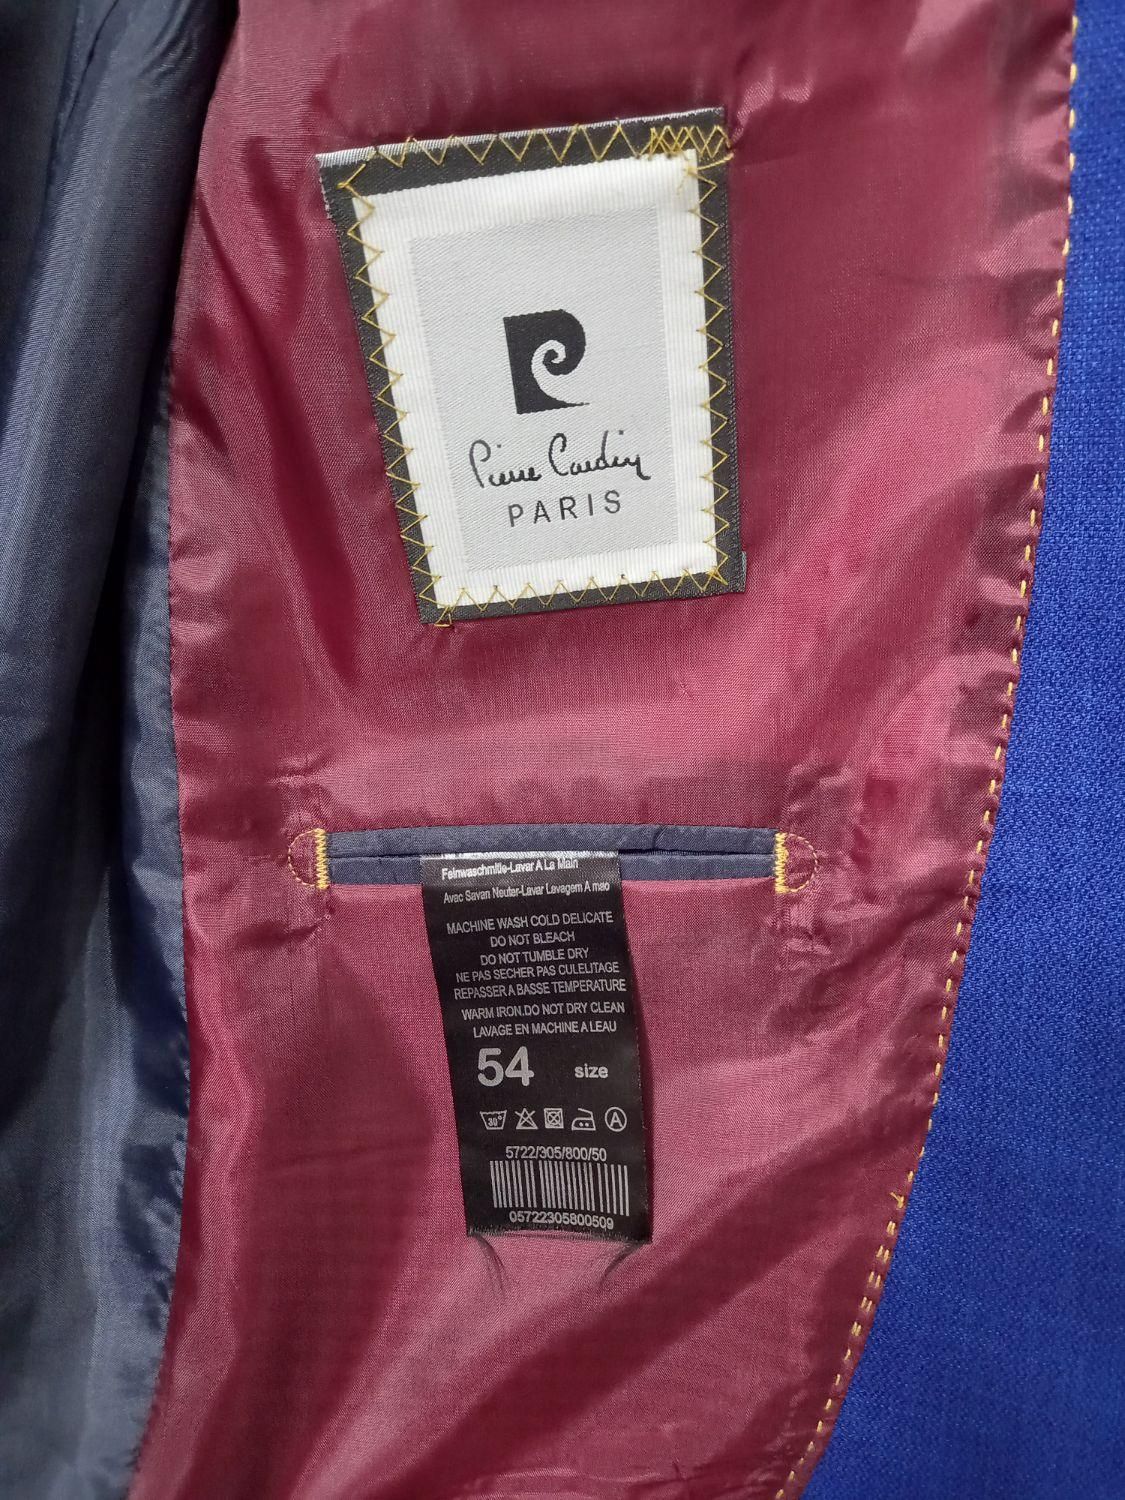 Pierre Cardin
PARIS
Feinwaschmitle-Lavar A La Main
Avac Savan Neuter-Lavar Lavagem A mao
MACHINE WASH COLD DELICATE
DO NOT BLEACH
DO NOT TUMBLE DRY
NE PAS SECHER PAS CULELITAGE
REPASSER A BASSE TEMPERATURE
WARM IRON.DO NOT DRY CLEAN
LAVAGE EN MACHINE A LEAU
54 size
30° A
5722/305/800/50
05722305800509